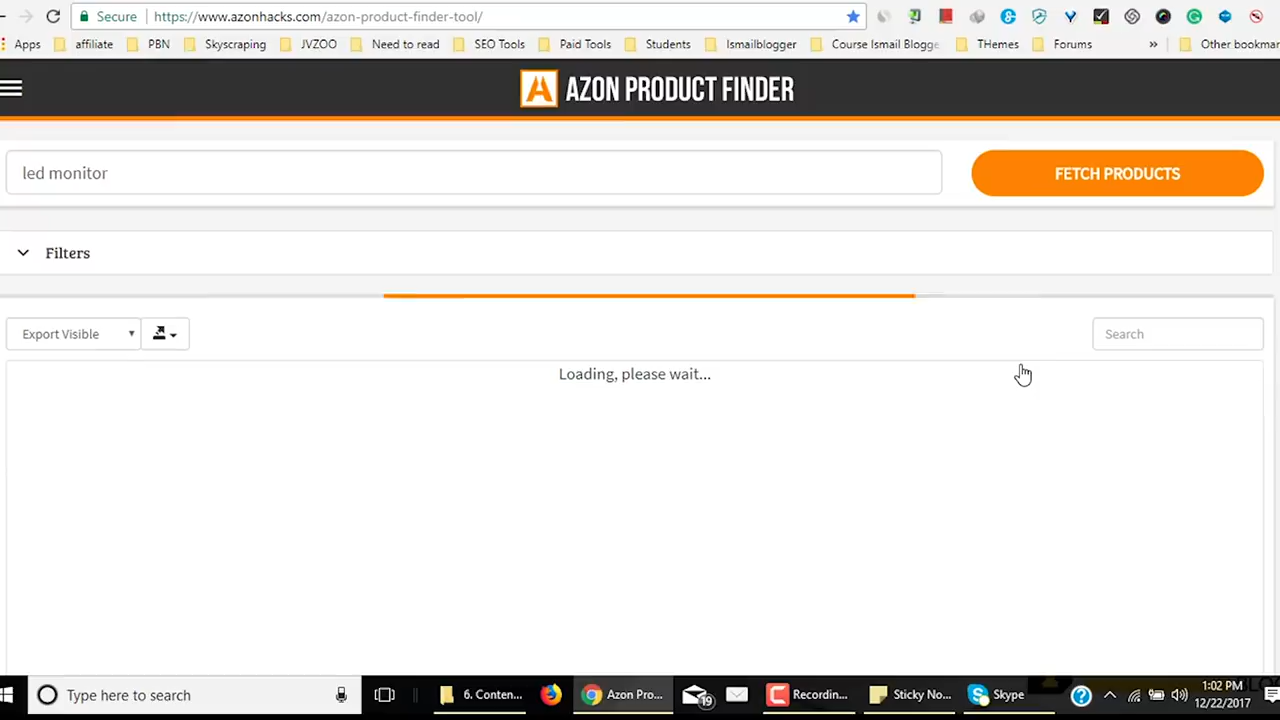 Secure https://www.azonhacks.com/azon-product-finder-tool/
Apps affiliate PBN Skyscraping JVZOO Need to read SEO Tools Paid Tools Students Ismailblogger Course Ismail Blogge THemes Forums » Other bookmar
AZON PRODUCT FINDER
led monitor FETCH PRODUCTS
Filters
Export Visible Search
Loading, please wait...
Type here to search 6. Conten... Azon Pro... 19 Recordin... Sticky No... Skype 1:02 PM
12/22/2017